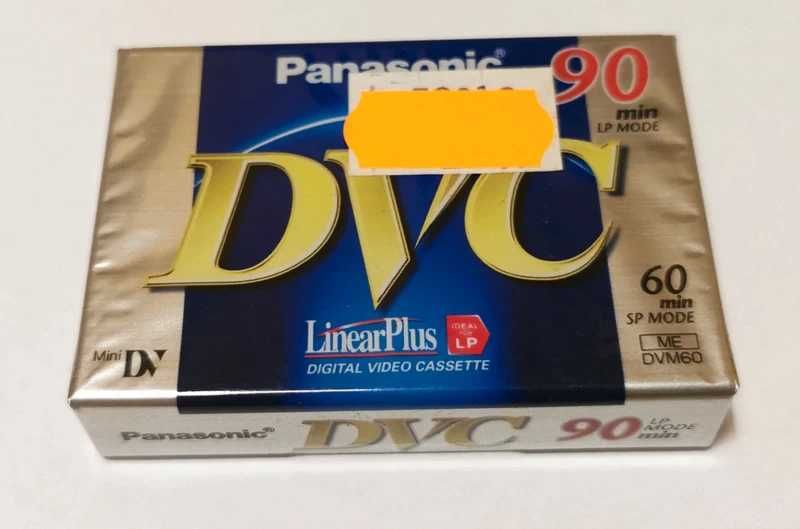 Panasonic®
90
min
LP MODE
DVC
60
min
SP MODE
ME
DVM60
LinearPlus
IDEAL
FOR
LP
DIGITAL VIDEO CASSETTE
Mini DV
Panasonic® DVC 90 LP MODE
min